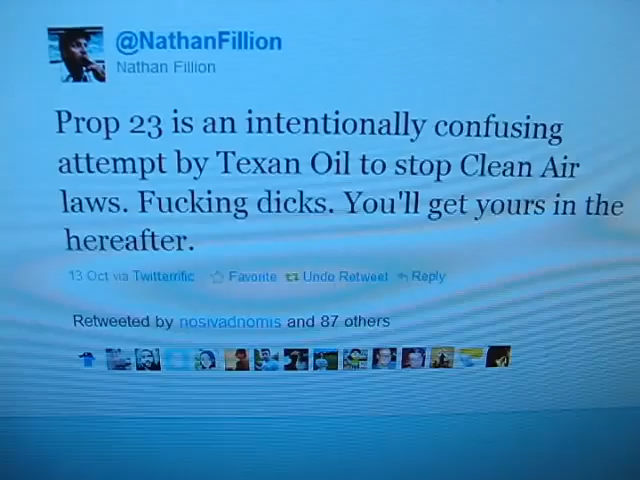 @NathanFillion
Nathan Fillion
Prop 23 is an intentionally confusing
attempt by Texan Oil to stop Clean Air
laws. Fucking dicks. You'll get yours in the
hereafter.
13 Oct via Twitterrific Favorite Undo Retweet Reply
Retweeted by nosivadnomis and 87 others